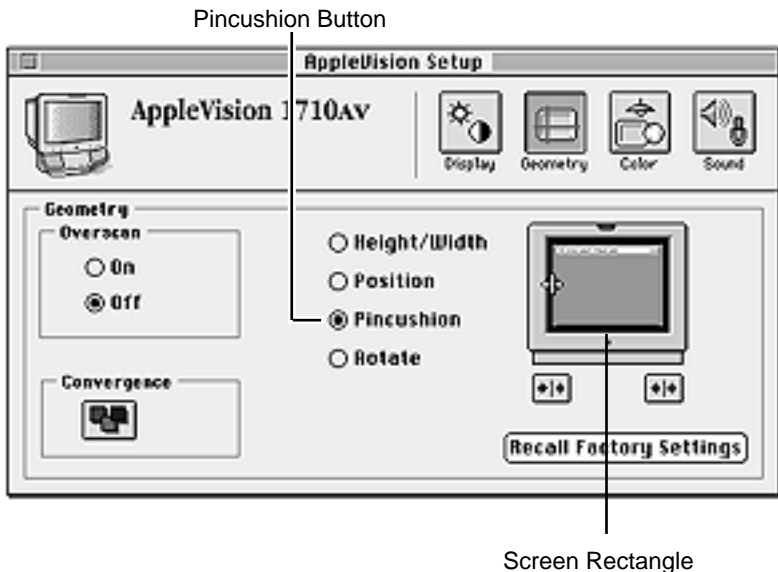 Pincushion Button
AppleVision Setup
AppleVision 1710AV
Display
Geometry
Color
Sound
Geometry
Overscan
On
Off
Height/Width
Position
Pincushion
Rotate
Convergence
Recall Factory Settings
Screen Rectangle